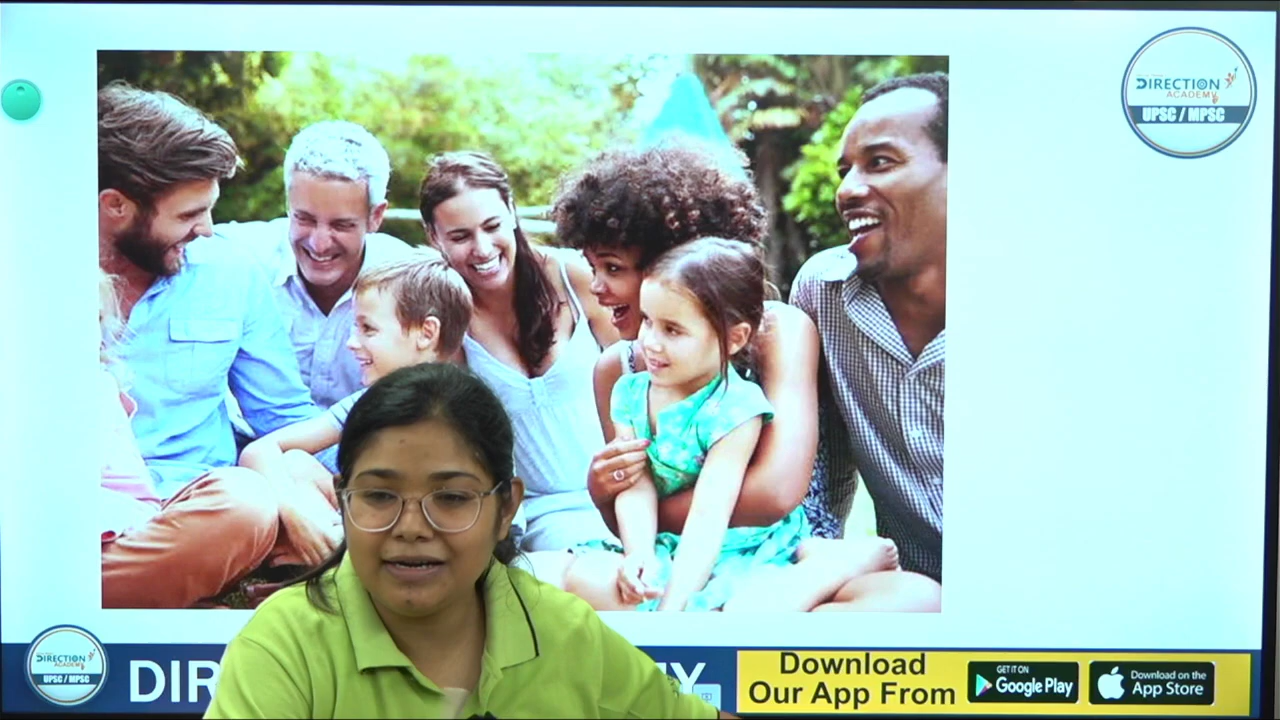 DIRECTION
ACADEMY
UPSC / MPSC
DIRECTION
ACADEMY
UPSC / MPSC
DIR
Y
Download
Our App From
GET IT ON
Google Play
Download on the
App Store